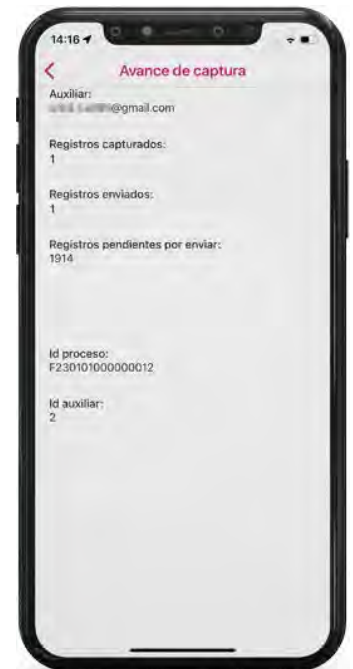 14:16
Avance de captura
Auxiliar:
@gmail.com
Registros capturados:
1
Registros enviados:
1
Registros pendientes por enviar:
1914
Id proceso:
F230101000000012
Id auxiliar:
2